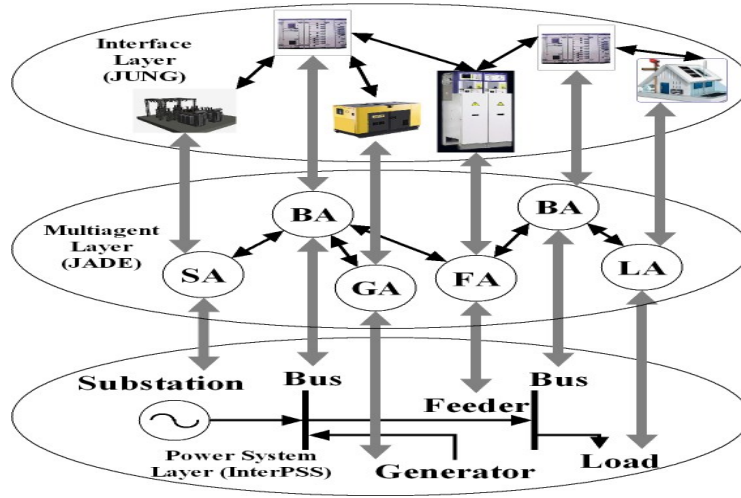 Interface
Layer
(JUNG)
Multiagent
Layer
(JADE)
BA
BA
SA
GA
FA
LA
Substation
Bus
Bus
Feeder
Power System
Layer (InterPSS)
Generator
Load